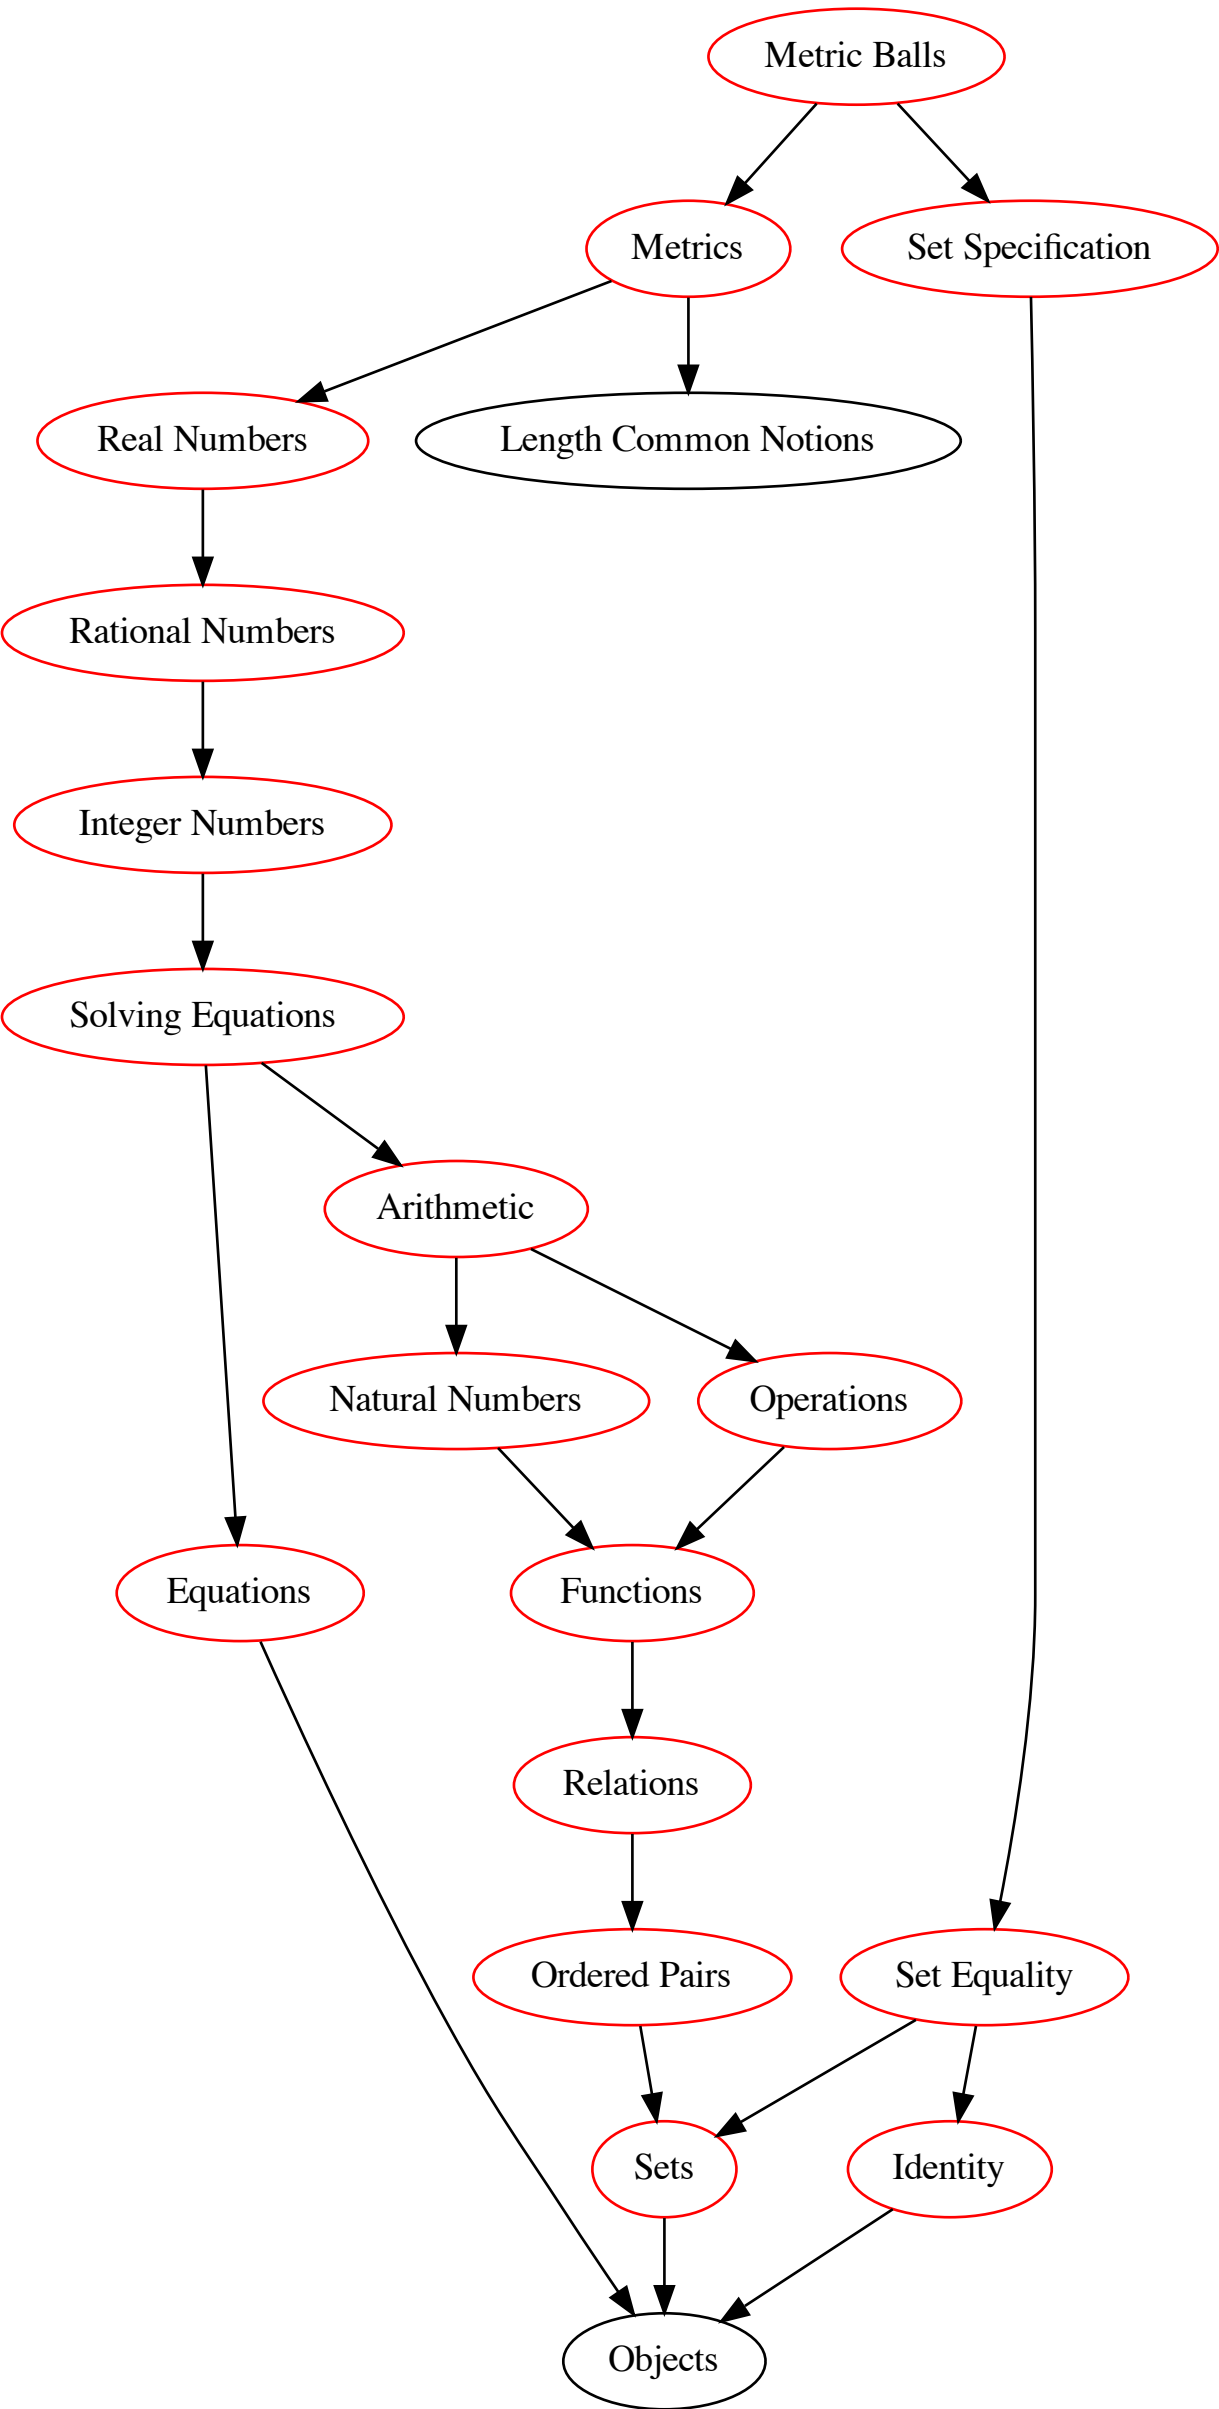 Metric Balls
Metrics
Set Specification
Real Numbers
Length Common Notions
Rational Numbers
Integer Numbers
Solving Equations
Arithmetic
Natural Numbers
Operations
Equations
Functions
Relations
Ordered Pairs
Set Equality
Sets
Identity
Objects